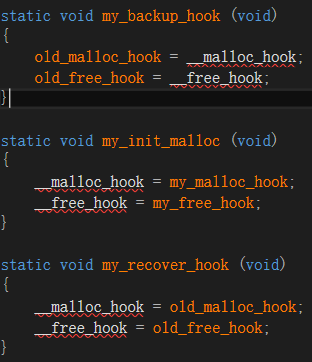 static void my_backup_hook (void)
{
    old_malloc_hook = __malloc_hook;
    old_free_hook = __free_hook;
}

static void my_init_malloc (void)
{
    __malloc_hook = my_malloc_hook;
    __free_hook = my_free_hook;
}

static void my_recover_hook (void)
{
    __malloc_hook = old_malloc_hook;
    __free_hook = old_free_hook;
}